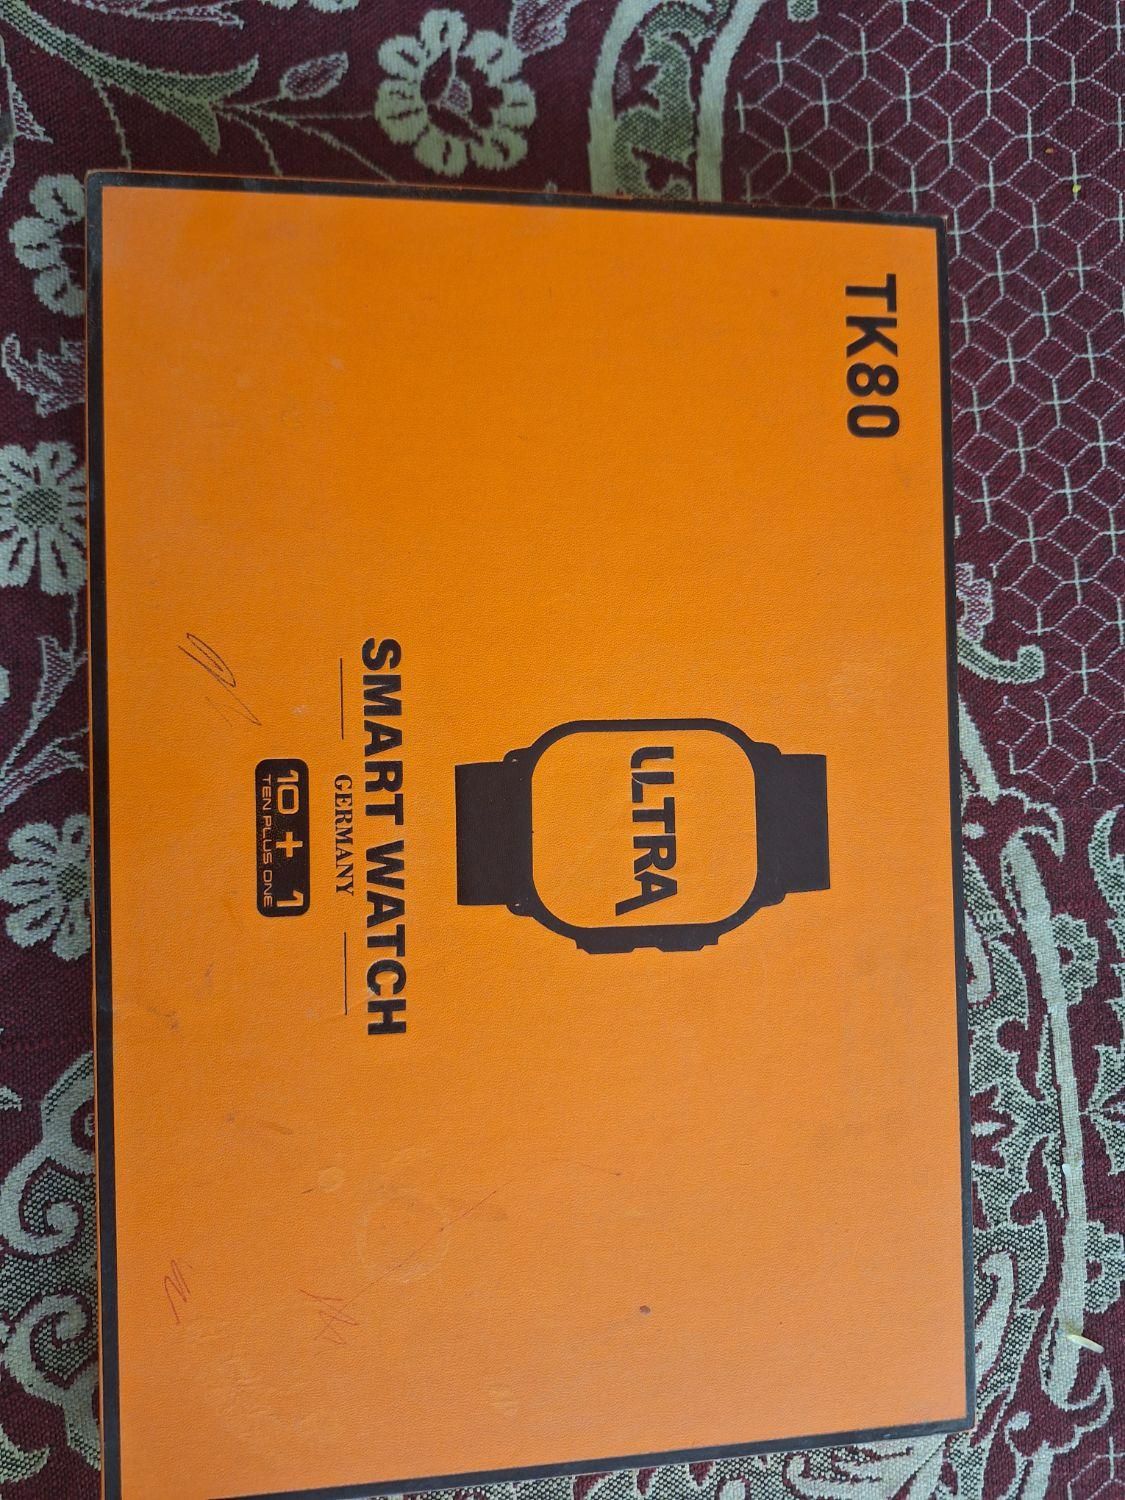 TK80
ULTRA
SMART WATCH
GERMANY
10 + 1
TEN PLUS ONE